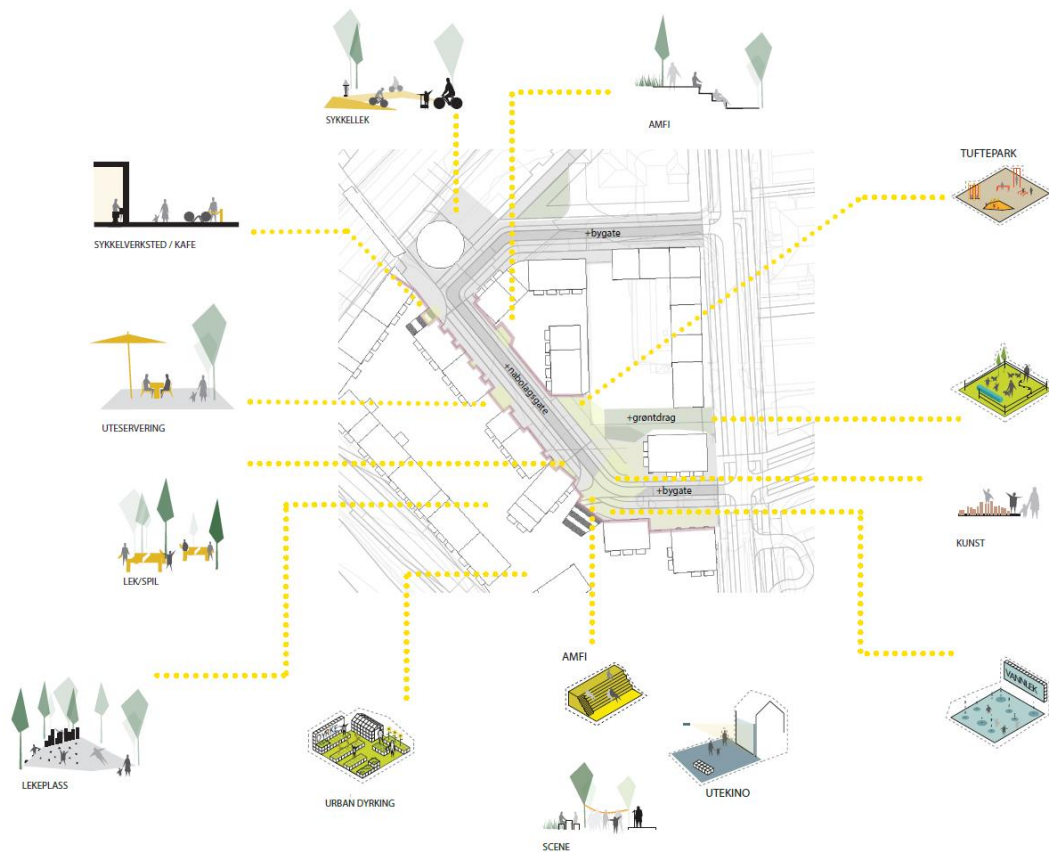 SYKKELLEK
AMFI
TUFTEPARK
SYKKELVERKSTED / KAFE
+bygate
UTESERVERING
+nabolagsgate
+grøntdrag
+bygate
KUNST
LEK/SPIL
AMFI
VANNLEK
LEKEPLASS
URBAN DYRKING
UTEKINO
SCENE